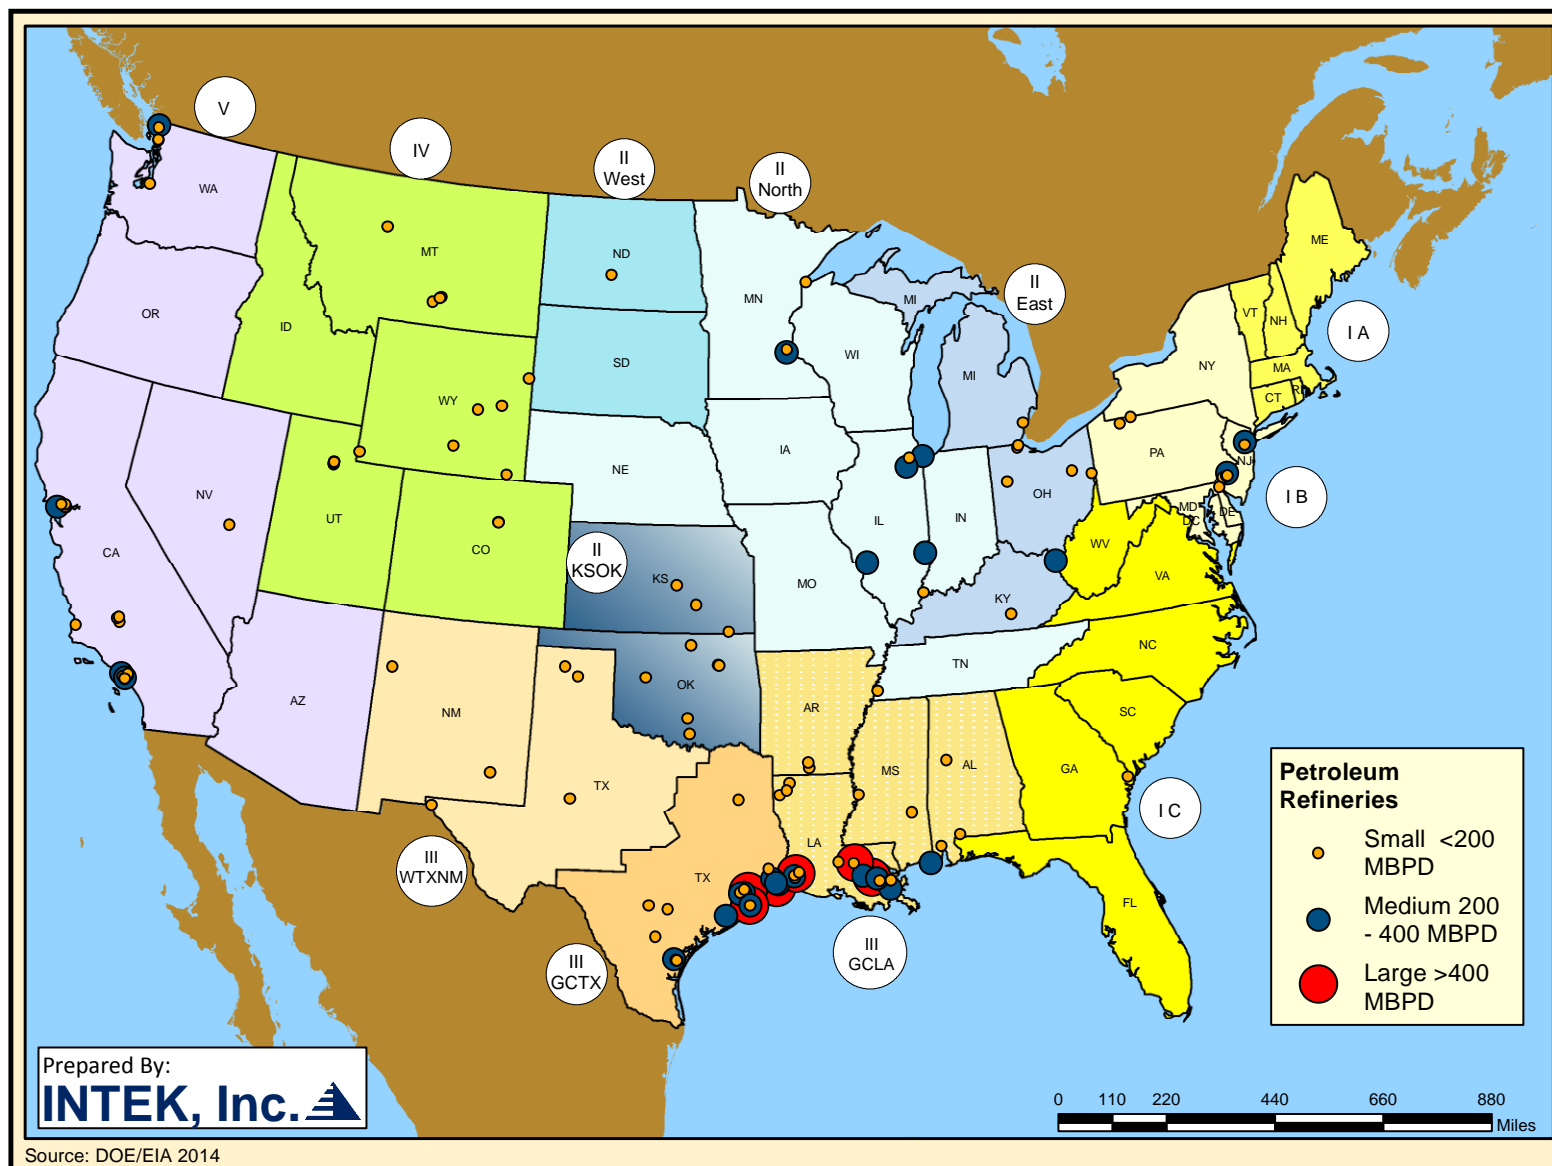 V
IV
II
West
II
North
II
East
WA
MT
ND
MN
MI
ME
OR
ID
SD
WI
MI
VT
NH
NY
I A
MA
CT
RI
WY
IA
NE
PA
NJ
NV
UT
CO
IL
IN
OH
MD
DC
DE
I B
CA
II
KSOK
KS
MO
WV
VA
KY
NC
TN
AZ
NM
OK
AR
SC
MS
AL
GA
TX
LA
I C
III
WTXNM
TX
FL
III
GCTX
III
GCLA
Petroleum
Refineries
Small <200
MBPD
Medium 200
- 400 MBPD
Large >400
MBPD
Prepared By:
INTEK, Inc.
0 110 220 440 660 880
Miles
Source: DOE/EIA 2014